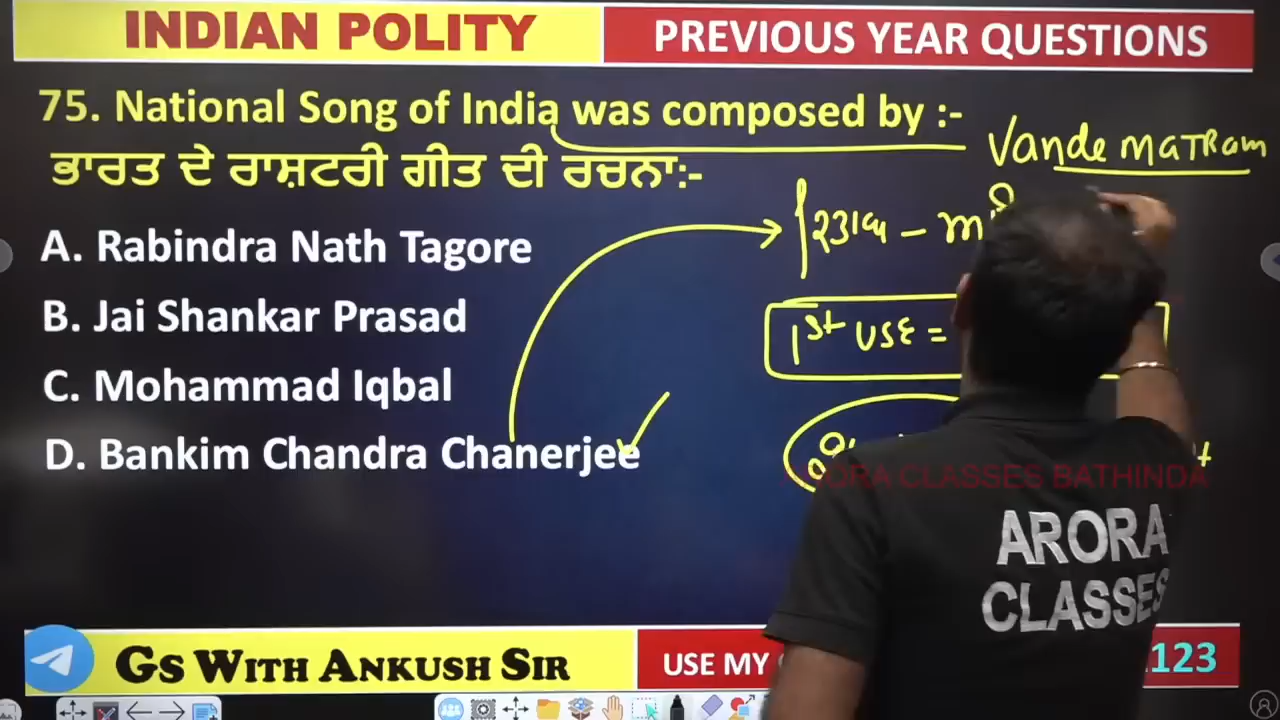 INDIAN POLITY
PREVIOUS YEAR QUESTIONS
75. National Song of India was composed by :-
Vande MATRam
ਭਾਰਤ ਦੇ ਰਾਸ਼ਟਰੀ ਗੀਤ ਦੀ ਰਚਨਾ:-
A. Rabindra Nath Tagore
B. Jai Shankar Prasad
1st USE =
C. Mohammad Iqbal
D. Bankim Chandra Chanerjee
ARORA CLASSES BATHINDA
ARORA
CLASSES
GS WITH ANKUSH SIR
USE MY
123